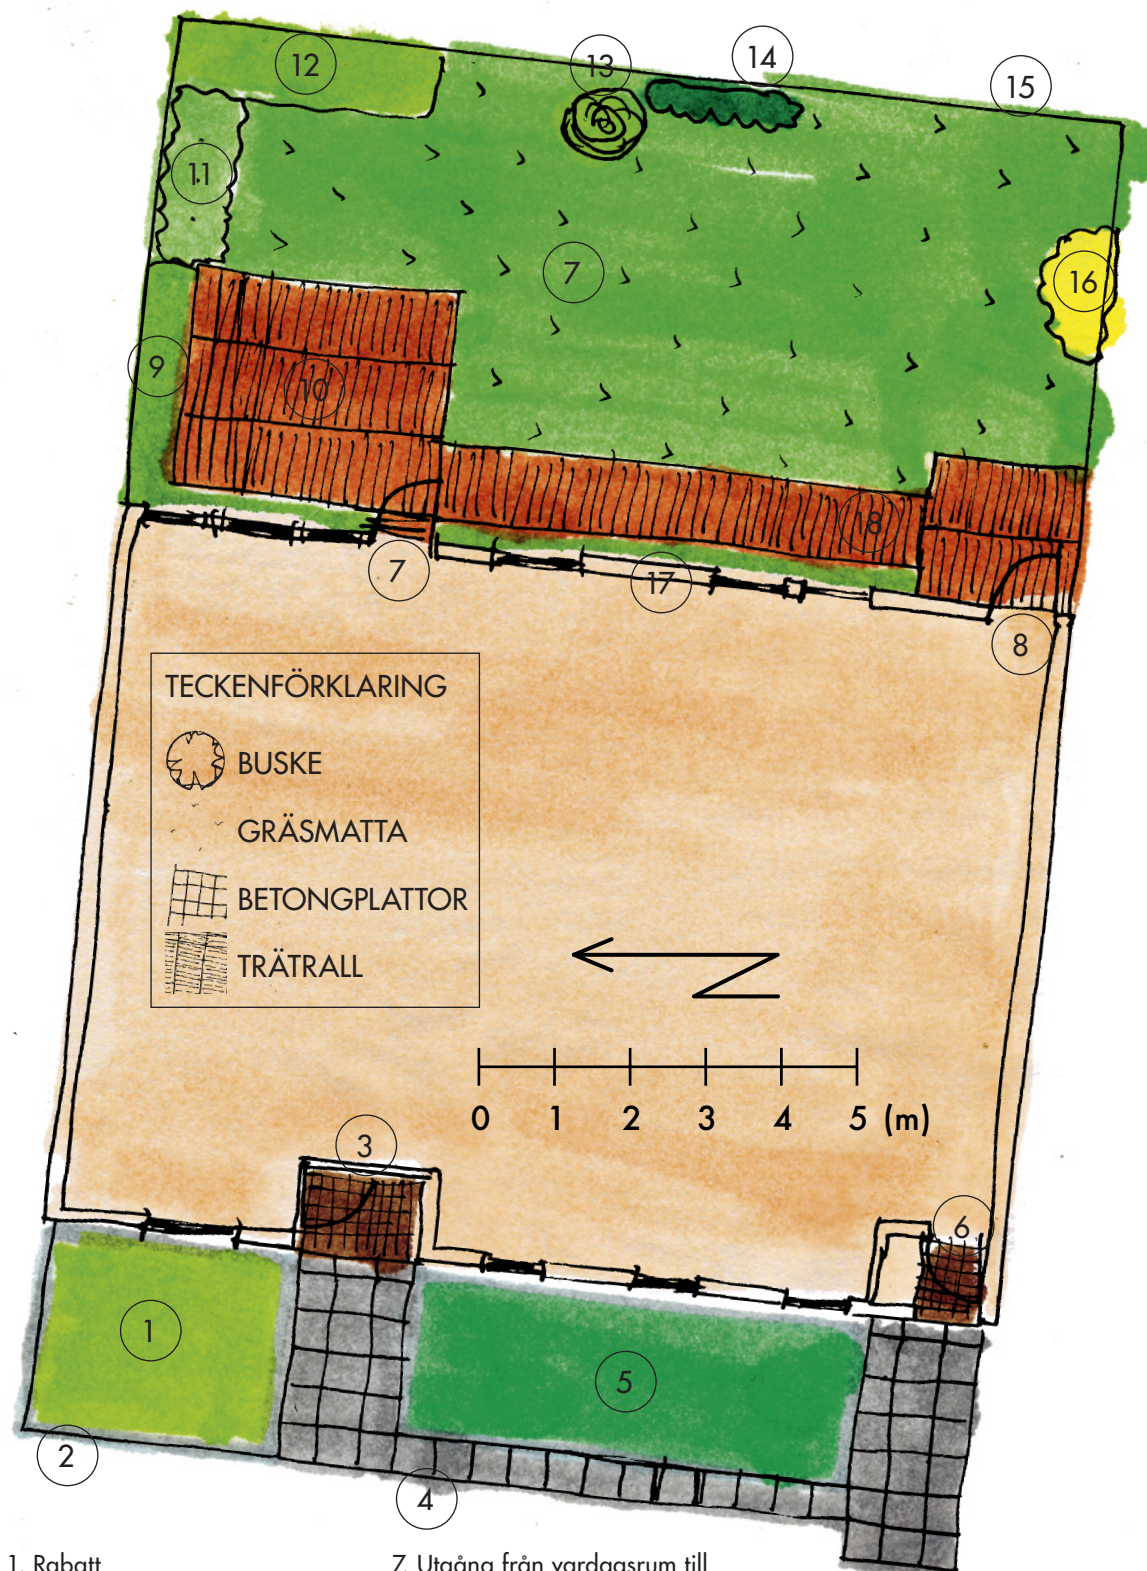 12
13
14
15
11
7
16
9
10
18
7
17
8
TECKENFÖRKLARING
BUSKE
GRÄSMATTA
BETONGPLATTOR
TRÄTRALL
0 1 2 3 4 5 (m)
3
6
1
5
2
4
1. Rabatt
7. Utgång från vardagsrum till